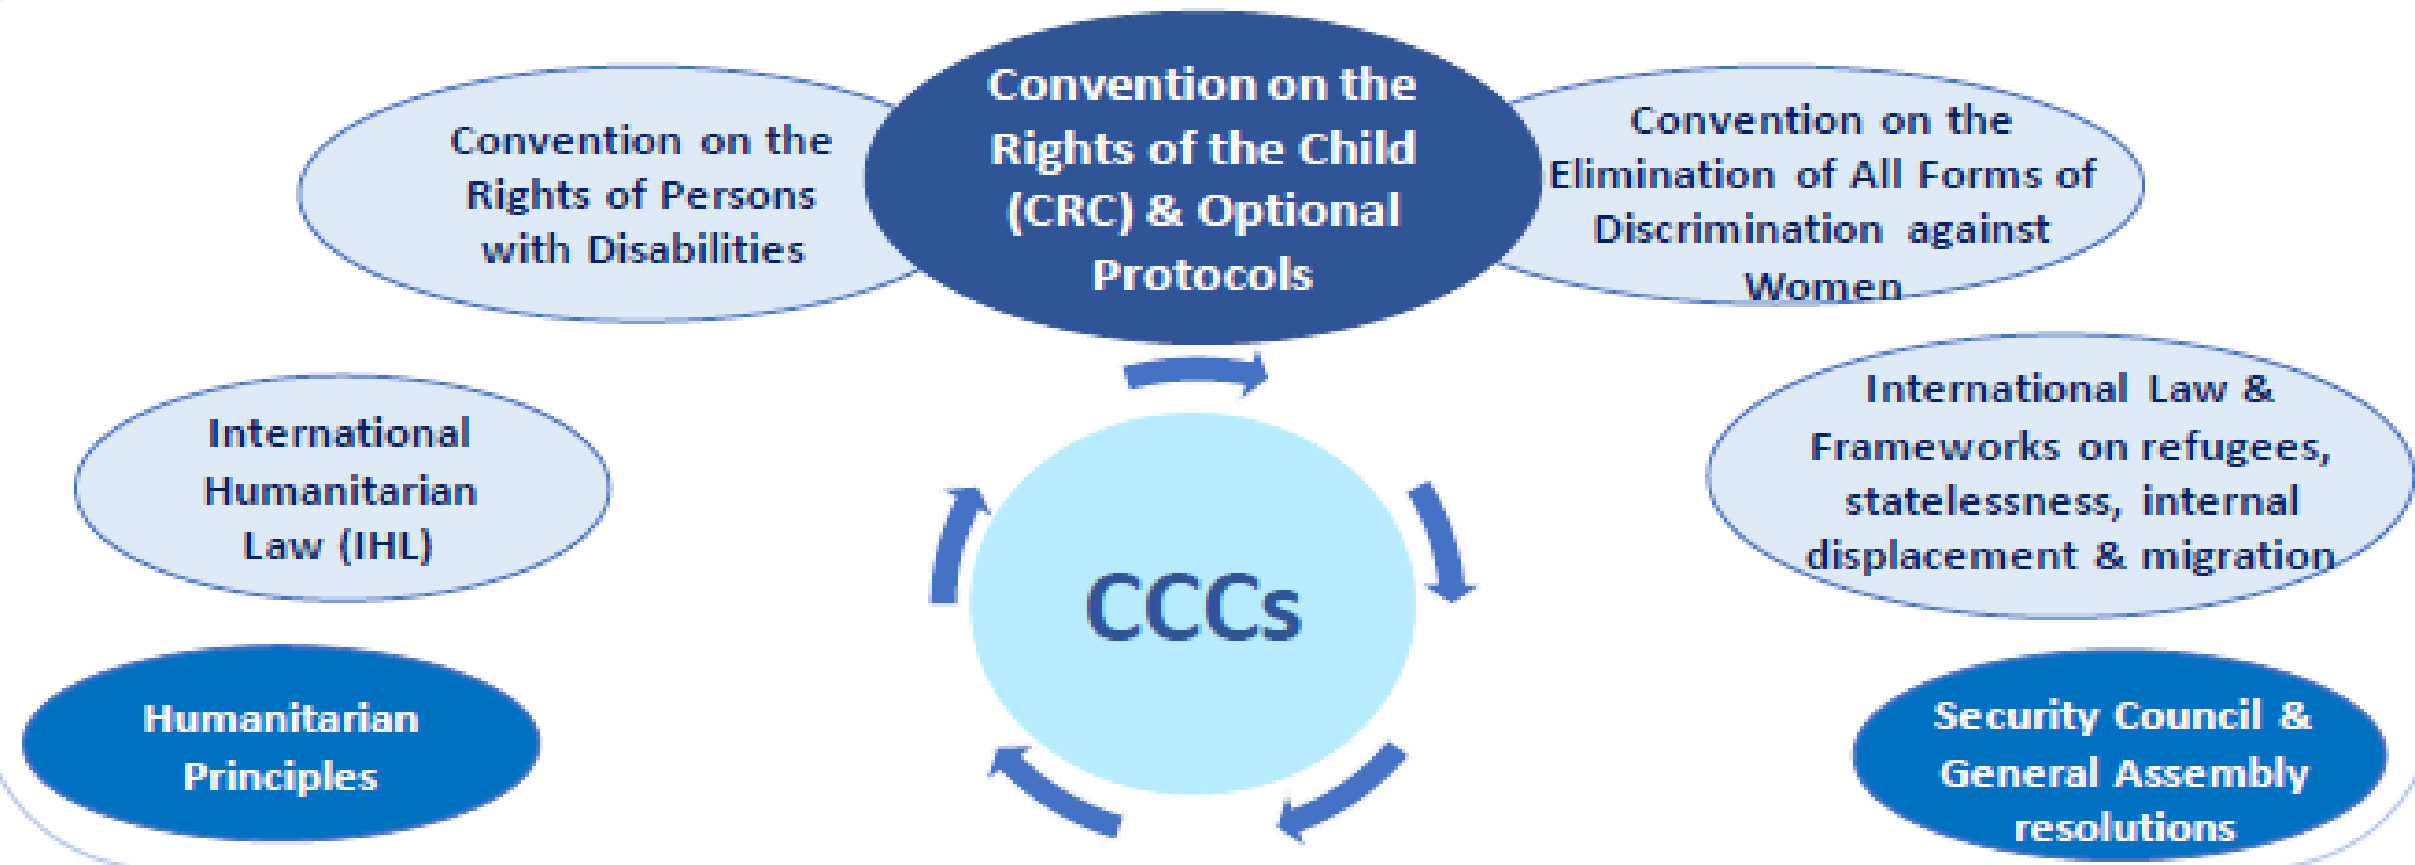 Convention on the
Rights of the Child
(CRC) & Optional
Protocols
Convention on the
Rights of Persons
with Disabilities
Convention on the
Elimination of All Forms of
Discrimination against
Women
International
Humanitarian
Law (IHL)
International Law &
Frameworks on refugees,
statelessness, internal
displacement & migration
CCCs
Humanitarian
Principles
Security Council &
General Assembly
resolutions